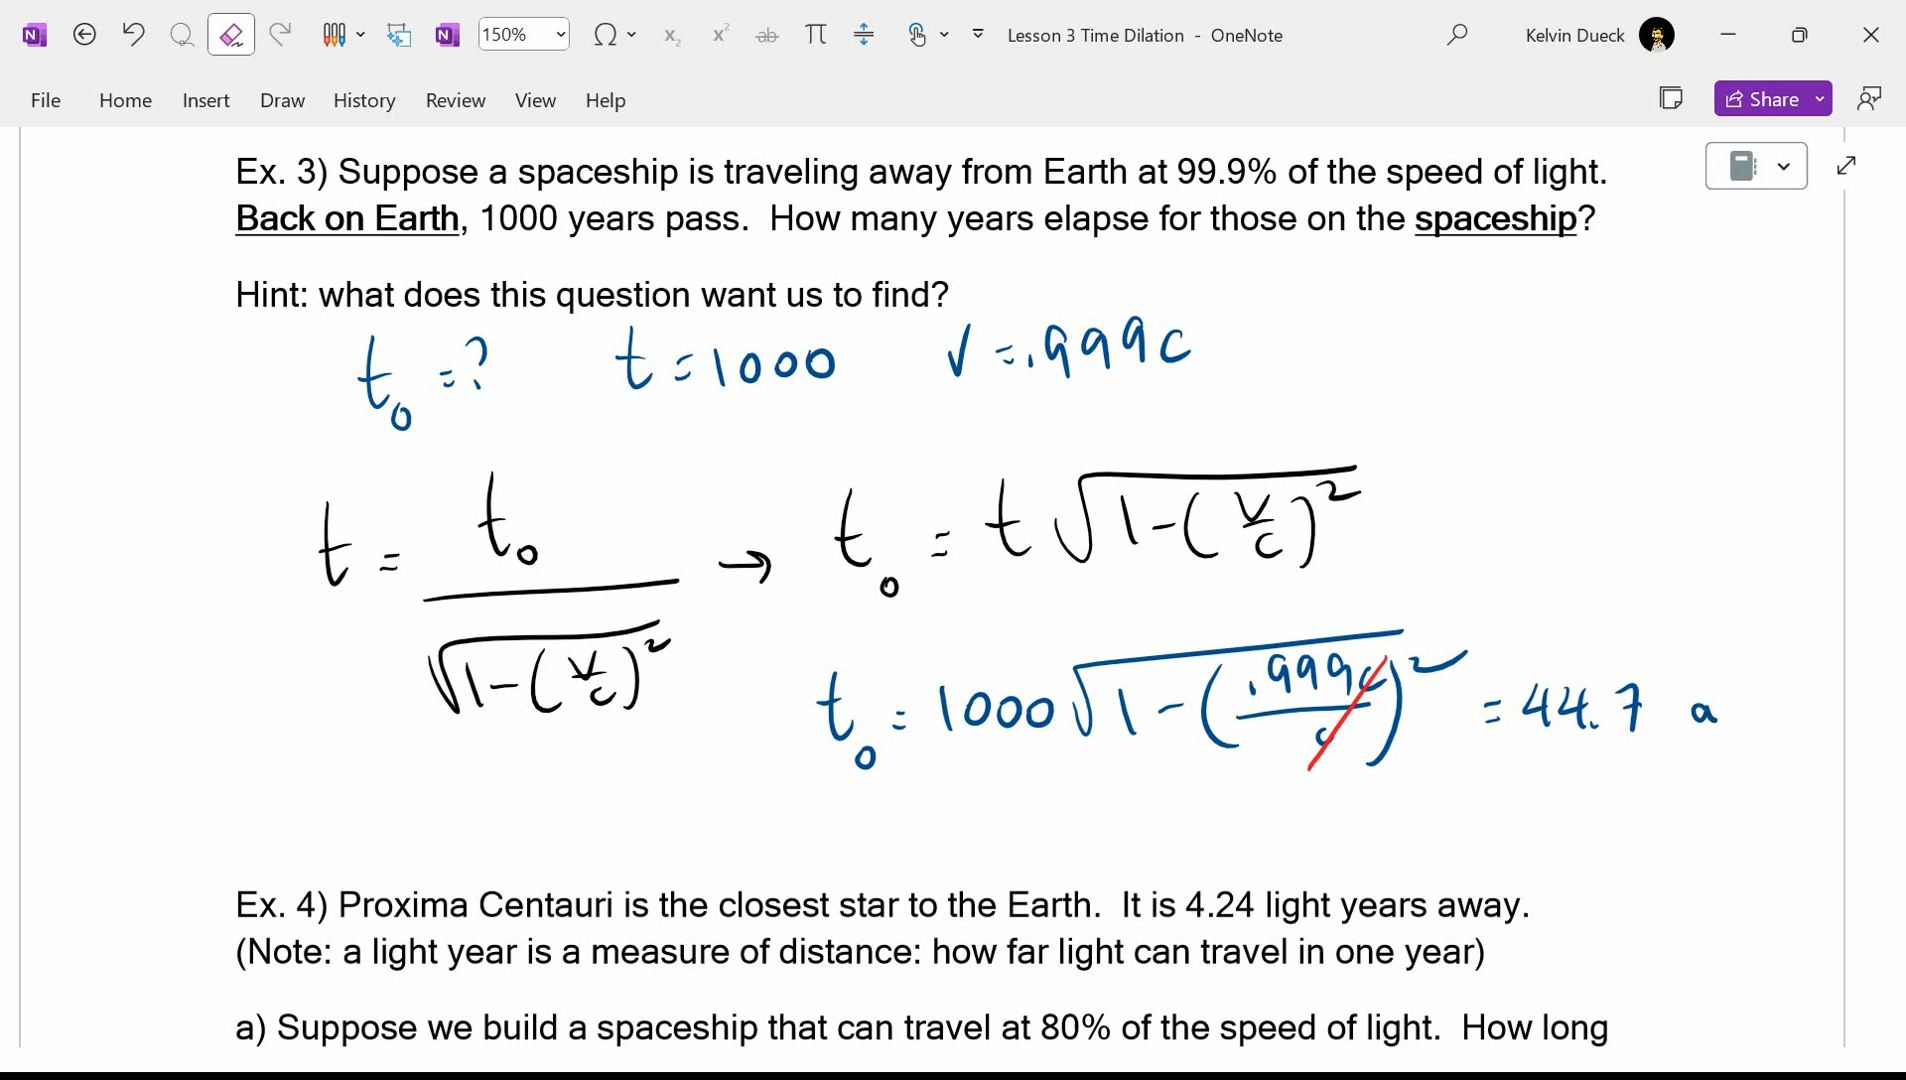 150% Lesson 3 Time Dilation - OneNote Kelvin Dueck
File Home Insert Draw History Review View Help Share
Ex. 3) Suppose a spaceship is traveling away from Earth at 99.9% of the speed of light.
Back on Earth, 1000 years pass. How many years elapse for those on the spaceship?
Hint: what does this question want us to find?
t₀ = ? t = 1000 v = .999c
t = t₀ / √(1 - (v/c)²) → t₀ = t√(1 - (v/c)²)
t₀ = 1000√(1 - (.999c/c)²) = 44.7 a
Ex. 4) Proxima Centauri is the closest star to the Earth. It is 4.24 light years away.
(Note: a light year is a measure of distance: how far light can travel in one year)
a) Suppose we build a spaceship that can travel at 80% of the speed of light. How long